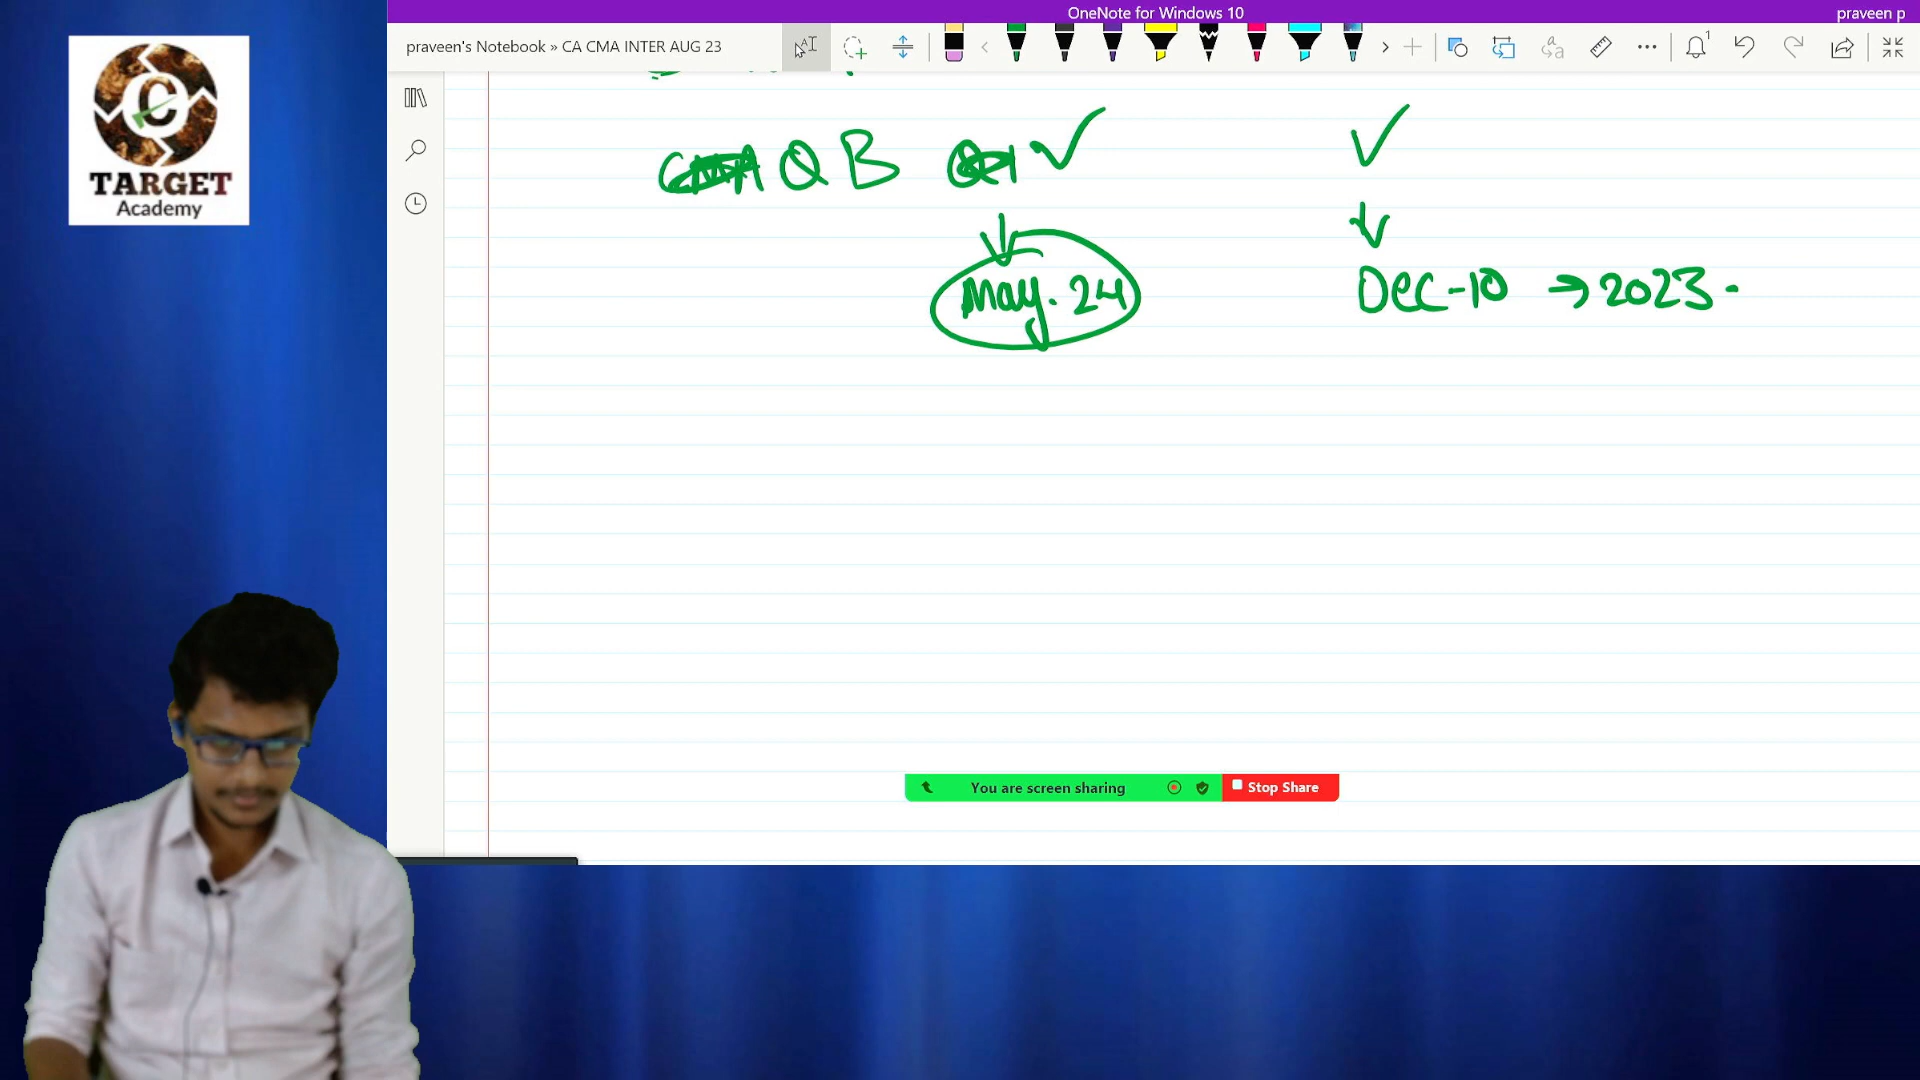 OneNote for Windows 10
praveen p
praveen's Notebook » CA CMA INTER AUG 23
C
TARGET
Academy
QB
May. 24
Dec-10 → 2023 -
You are screen sharing
Stop Share